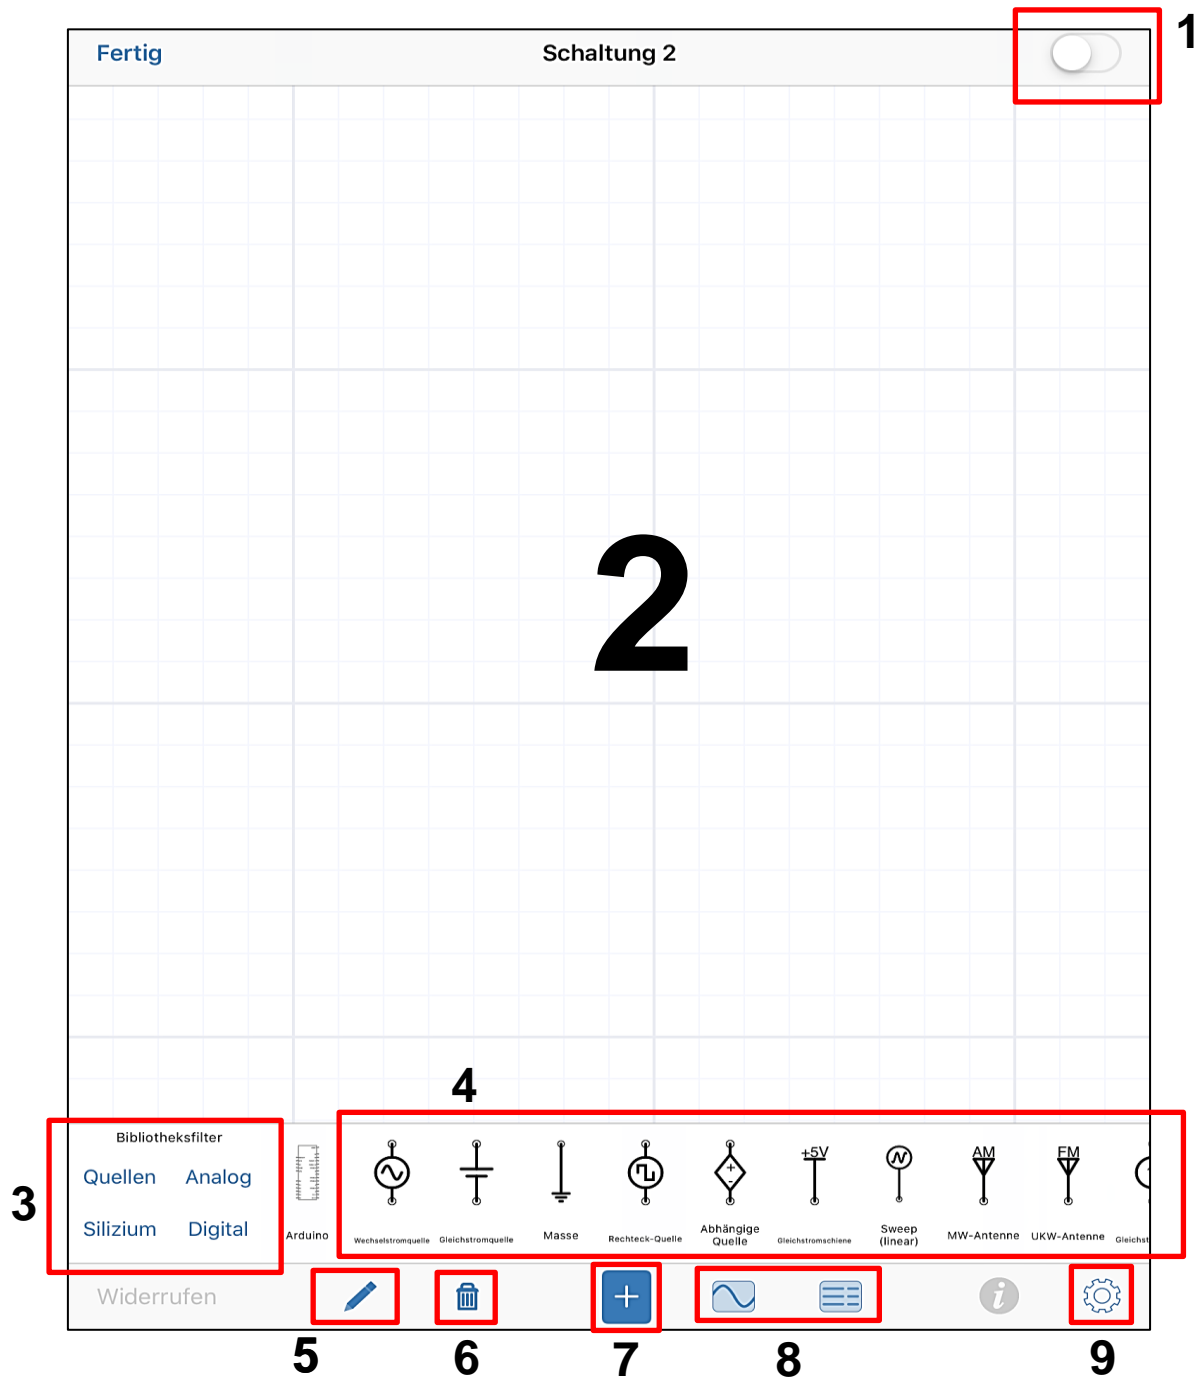 1
Fertig
Schaltung 2
2
4
3
Bibliotheksfilter
Quellen Analog
Silizium Digital
Arduino
Wechselstromquelle
Gleichstromquelle
Masse
Rechteck-Quelle
+
-
Abhängige
Quelle
+5V
Gleichstromschiene
Sweep
(linear)
AM
MW-Antenne
FM
UKW-Antenne
Gleichst
Widerrufen
5
6
7
8
9